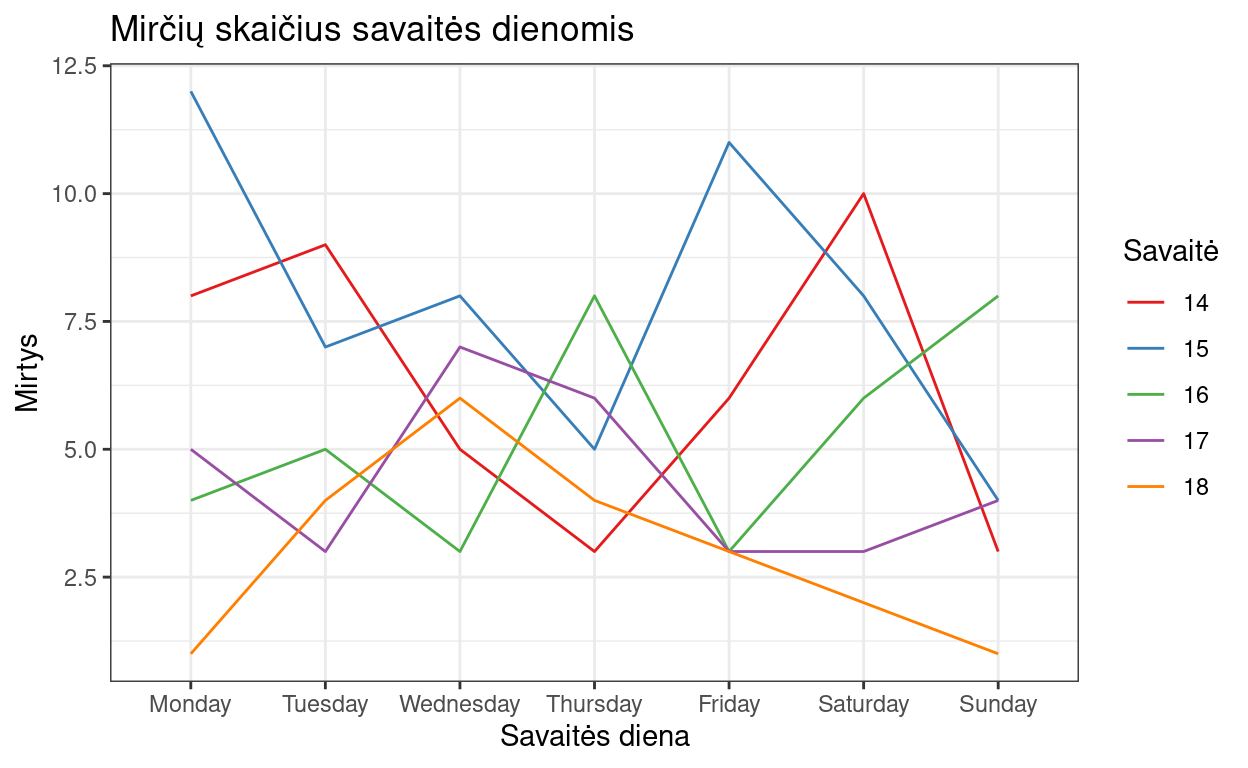 Mirčių skaičius savaitės dienomis
12.5
10.0
7.5
5.0
2.5
Mirtys
Monday Tuesday Wednesday Thursday Friday Saturday Sunday
Savaitės diena
Savaitė
14
15
16
17
18